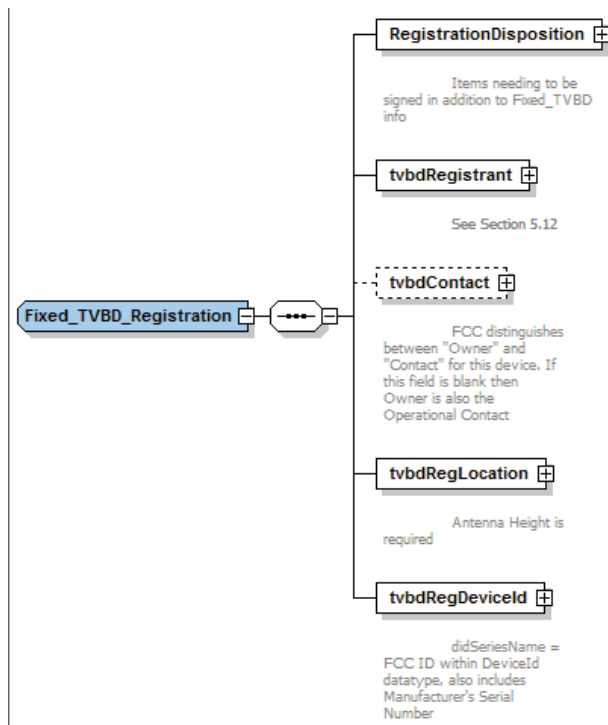 RegistrationDisposition
Items needing to be
signed in addition to Fixed_TVBD
info
tvbdRegistrant
See Section 5.12
tvbdContact
Fixed_TVBD_Registration
FCC distinguishes
between "Owner" and
"Contact" for this device. If
this field is blank then
Owner is also the
Operational Contact
tvbdRegLocation
Antenna Height is
required
tvbdRegDeviceId
didSeriesName =
FCC ID within DeviceId
datatype, also includes
Manufacturer's Serial
Number